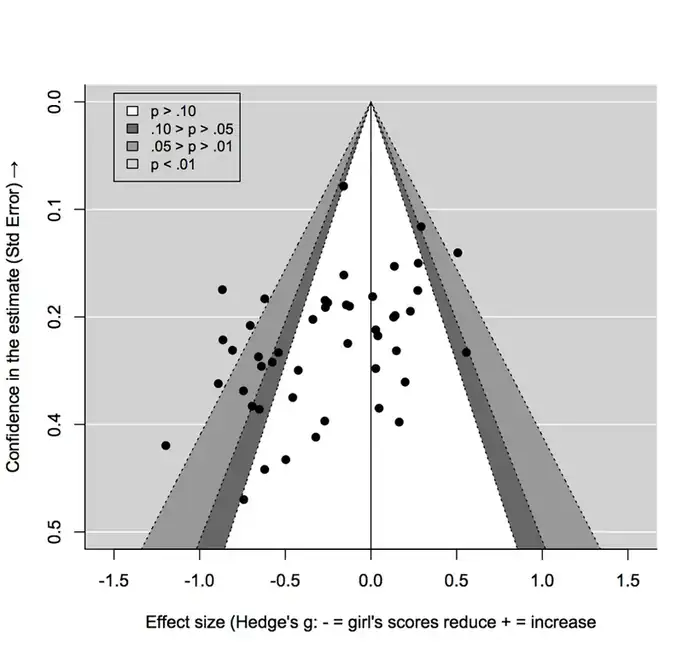 p > .10
.10 > p > .05
.05 > p > .01
p < .01
0.0
0.1
0.2
0.4
0.5
Confidence in the estimate (Std Error) →
-1.5 -1.0 -0.5 0.0 0.5 1.0 1.5
Effect size (Hedge's g: - = girl's scores reduce + = increase